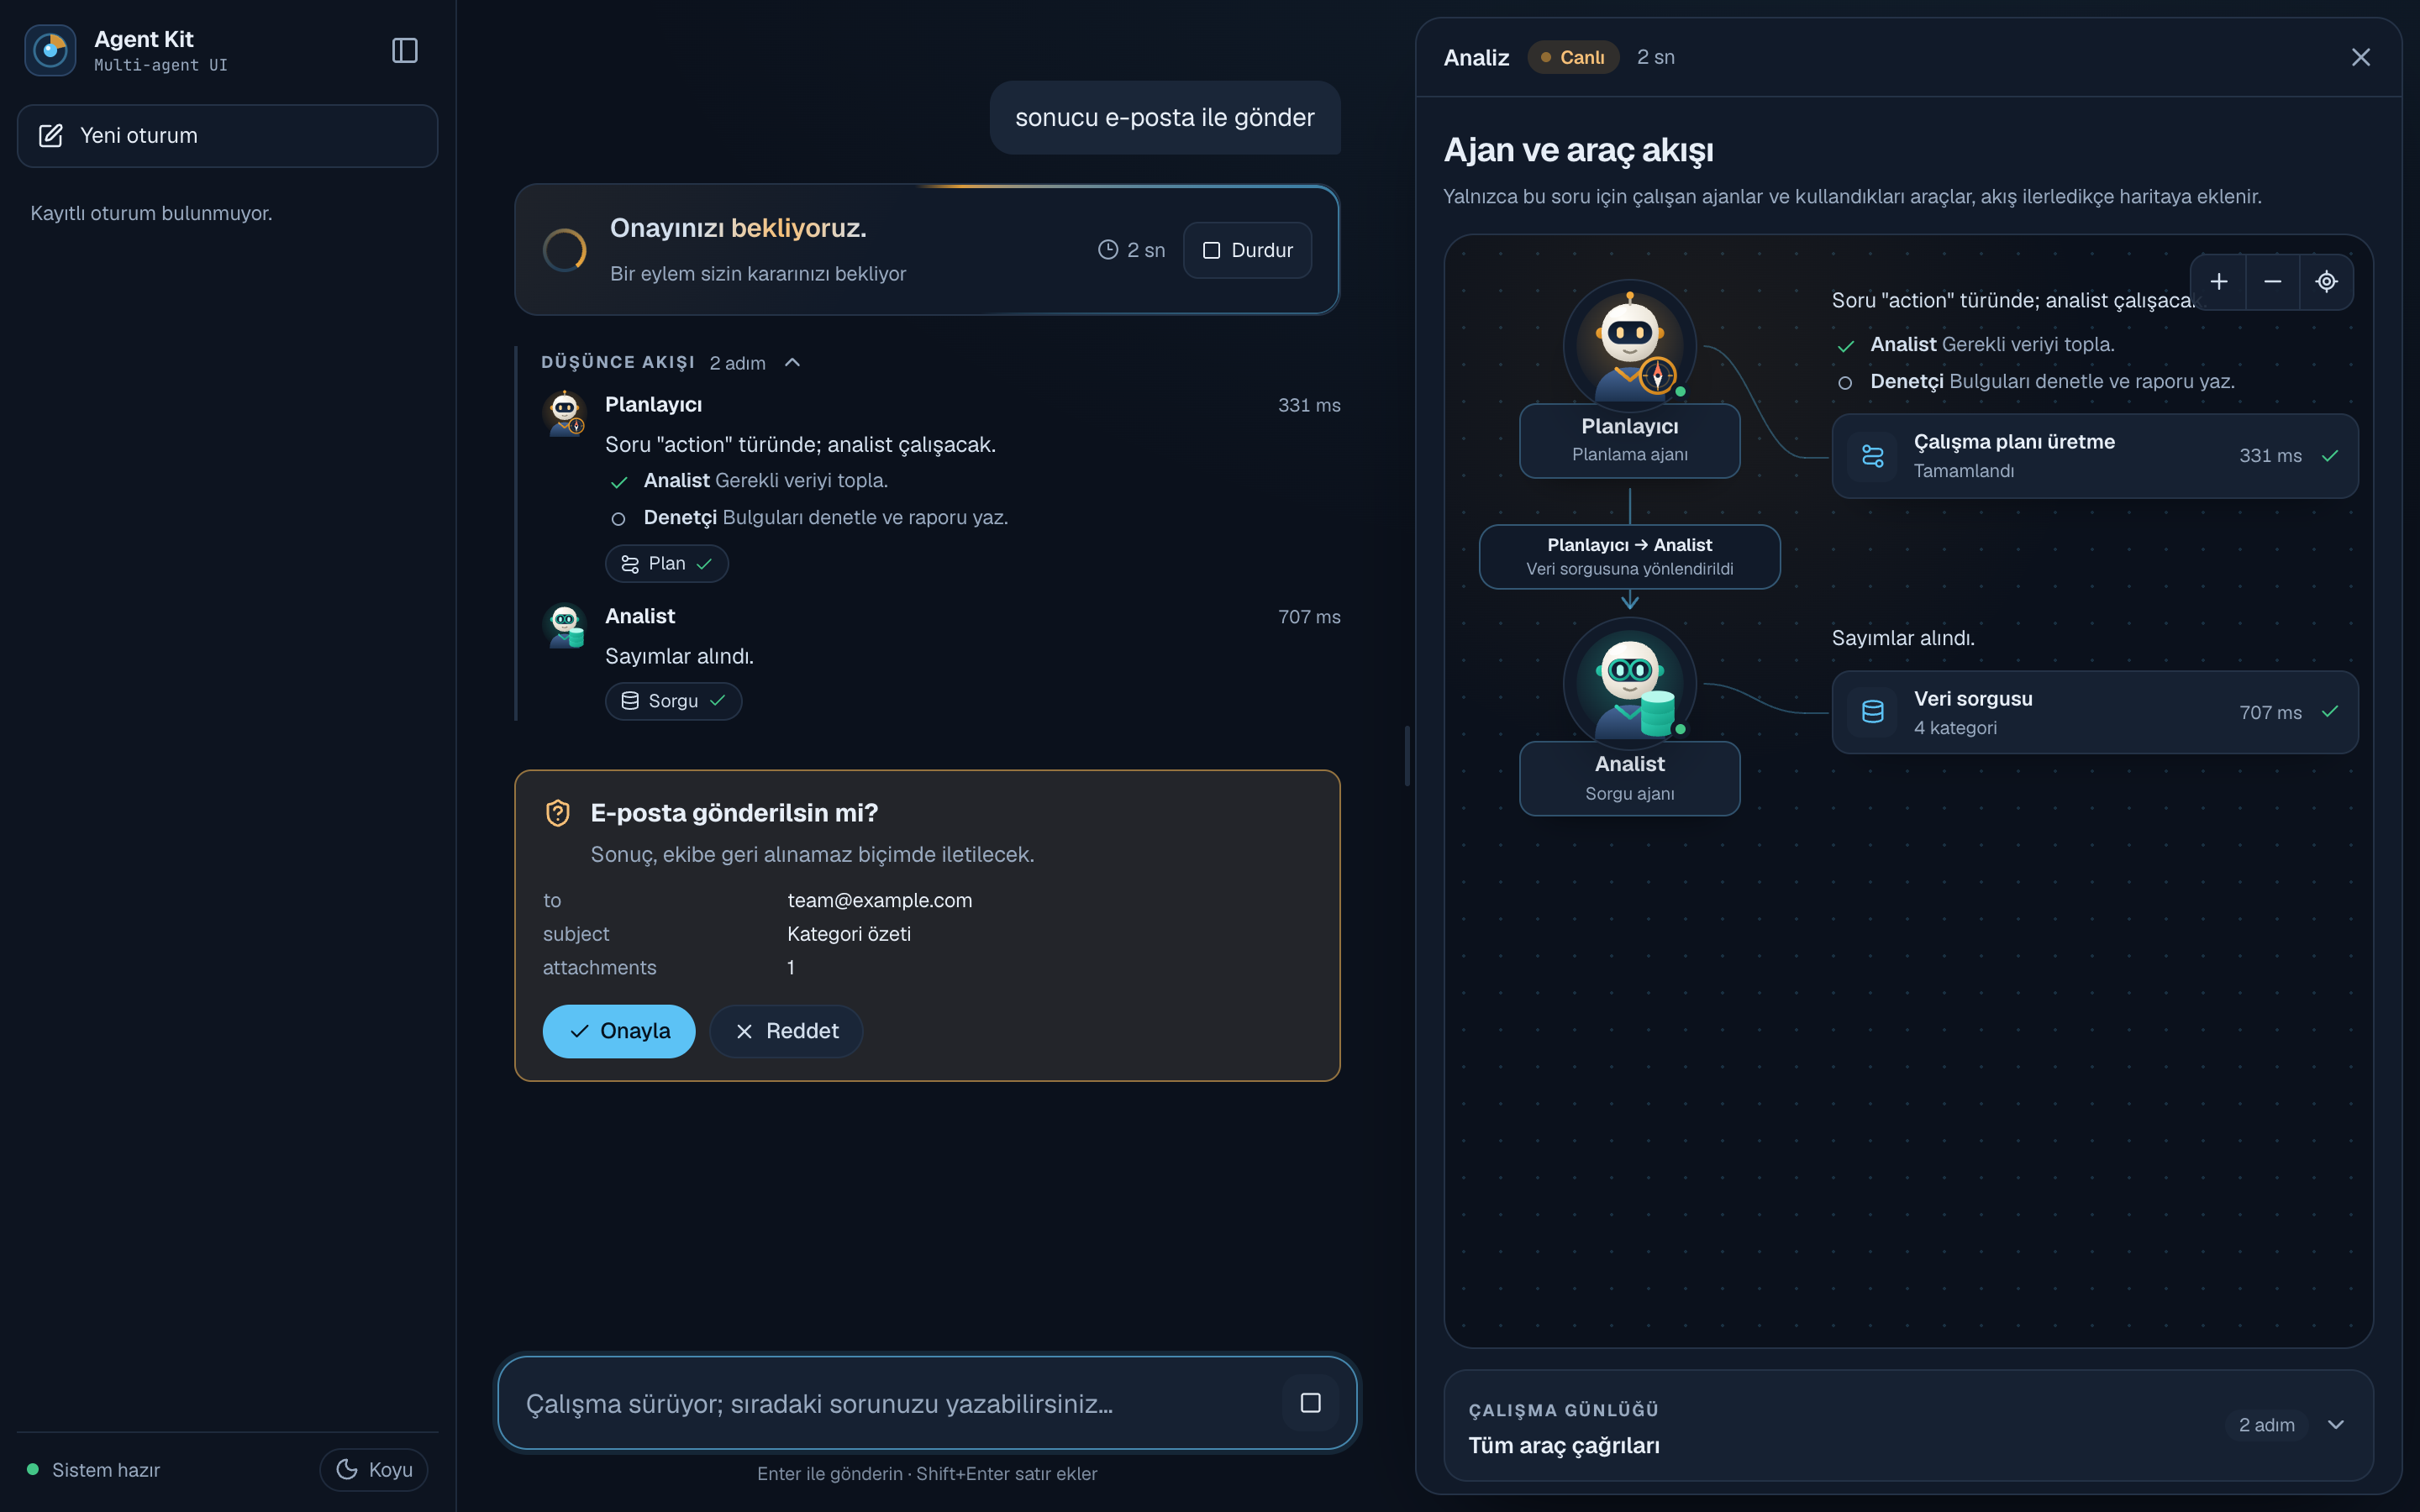 Agent Kit
Multi-agent UI
Yeni oturum
Kayıtlı oturum bulunmuyor.
Sistem hazır
Koyu
sonucu e-posta ile gönder
Onayınızı bekliyoruz.
Bir eylem sizin kararınızı bekliyor
2 sn
Durdur
DÜŞÜNCE AKIŞI 2 adım
Planlayıcı 331 ms
Soru "action" türünde; analist çalışacak.
Analist Gerekli veriyi topla.
Denetçi Bulguları denetle ve raporu yaz.
Plan
Analist 707 ms
Sayımlar alındı.
Sorgu
E-posta gönderilsin mi?
Sonuç, ekibe geri alınamaz biçimde iletilecek.
to team@example.com
subject Kategori özeti
attachments 1
Onayla Reddet
Çalışma sürüyor; sıradaki sorunuzu yazabilirsiniz...
Enter ile gönderin · Shift+Enter satır ekler
Analiz Canlı 2 sn
Ajan ve araç akışı
Yalnızca bu soru için çalışan ajanlar ve kullandıkları araçlar, akış ilerledikçe haritaya eklenir.
Soru "action" türünde; analist çalışacak.
Analist Gerekli veriyi topla.
Denetçi Bulguları denetle ve raporu yaz.
Planlayıcı
Planlama ajanı
Çalışma planı üretme
Tamamlandı
331 ms
Planlayıcı → Analist
Veri sorgusuna yönlendirildi
Sayımlar alındı.
Veri sorgusu
4 kategori
707 ms
Analist
Sorgu ajanı
ÇALIŞMA GÜNLÜĞÜ
Tüm araç çağrıları
2 adım